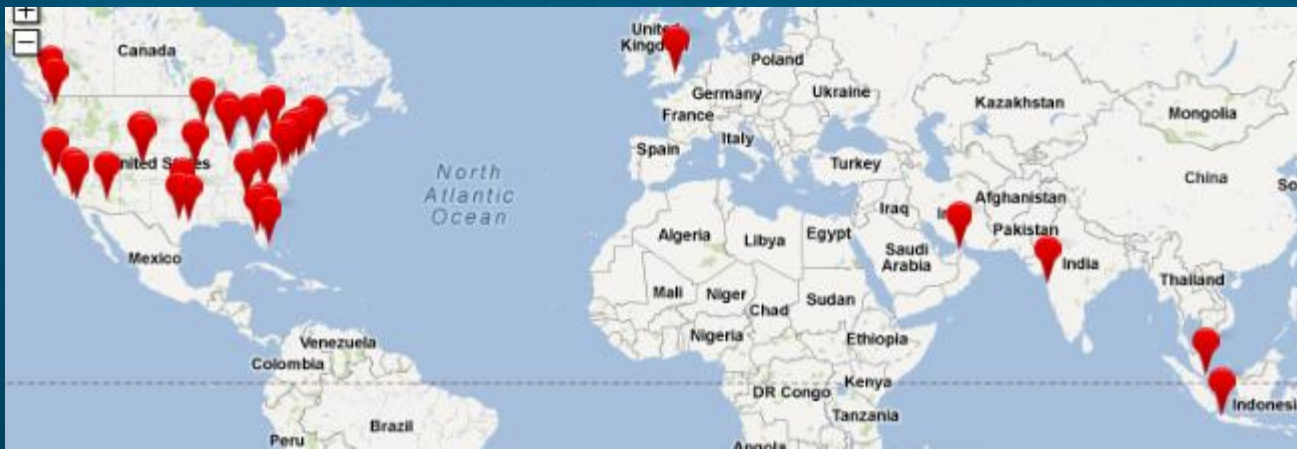 +
−
Canada
United
Kingdom
Poland
Germany
Ukraine
France
Kazakhstan
Mongolia
Italy
Spain
Turkey
China
United States
North
Atlantic
Ocean
Afghanistan
Iraq
Pakistan
Algeria
Libya
Egypt
Saudi
Arabia
India
Mexico
Thailand
Mali
Niger
Chad
Sudan
Nigeria
Ethiopia
Venezuela
Colombia
DR Congo
Kenya
Indonesi
Tanzania
Brazil
Peru
Angola